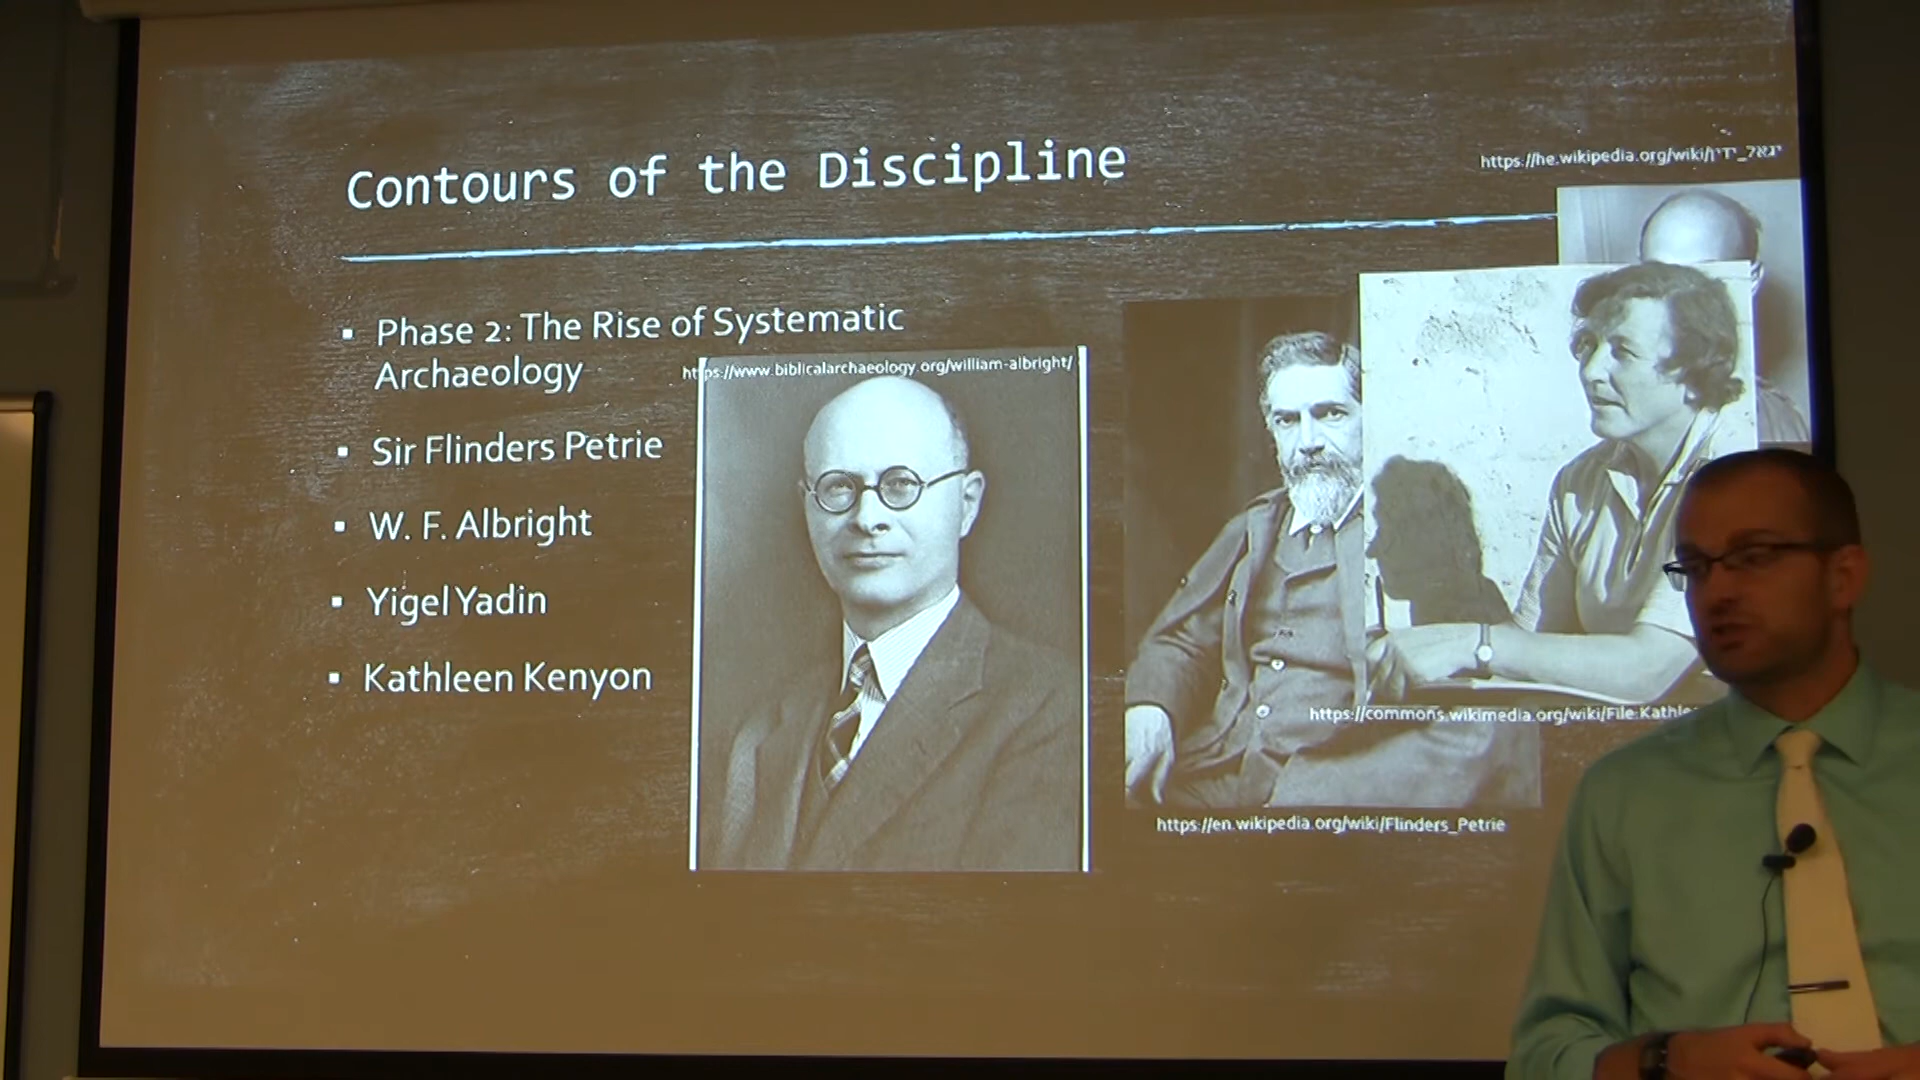 Contours of the Discipline
https://he.wikipedia.org/wiki/יגאל_ידין
▪ Phase 2: The Rise of Systematic
Archaeology
https://www.biblicalarchaeology.org/william-albright/
▪ Sir Flinders Petrie
▪ W. F. Albright
▪ Yigel Yadin
▪ Kathleen Kenyon
https://commons.wikimedia.org/wiki/File:Kathle
https://en.wikipedia.org/wiki/Flinders_Petrie